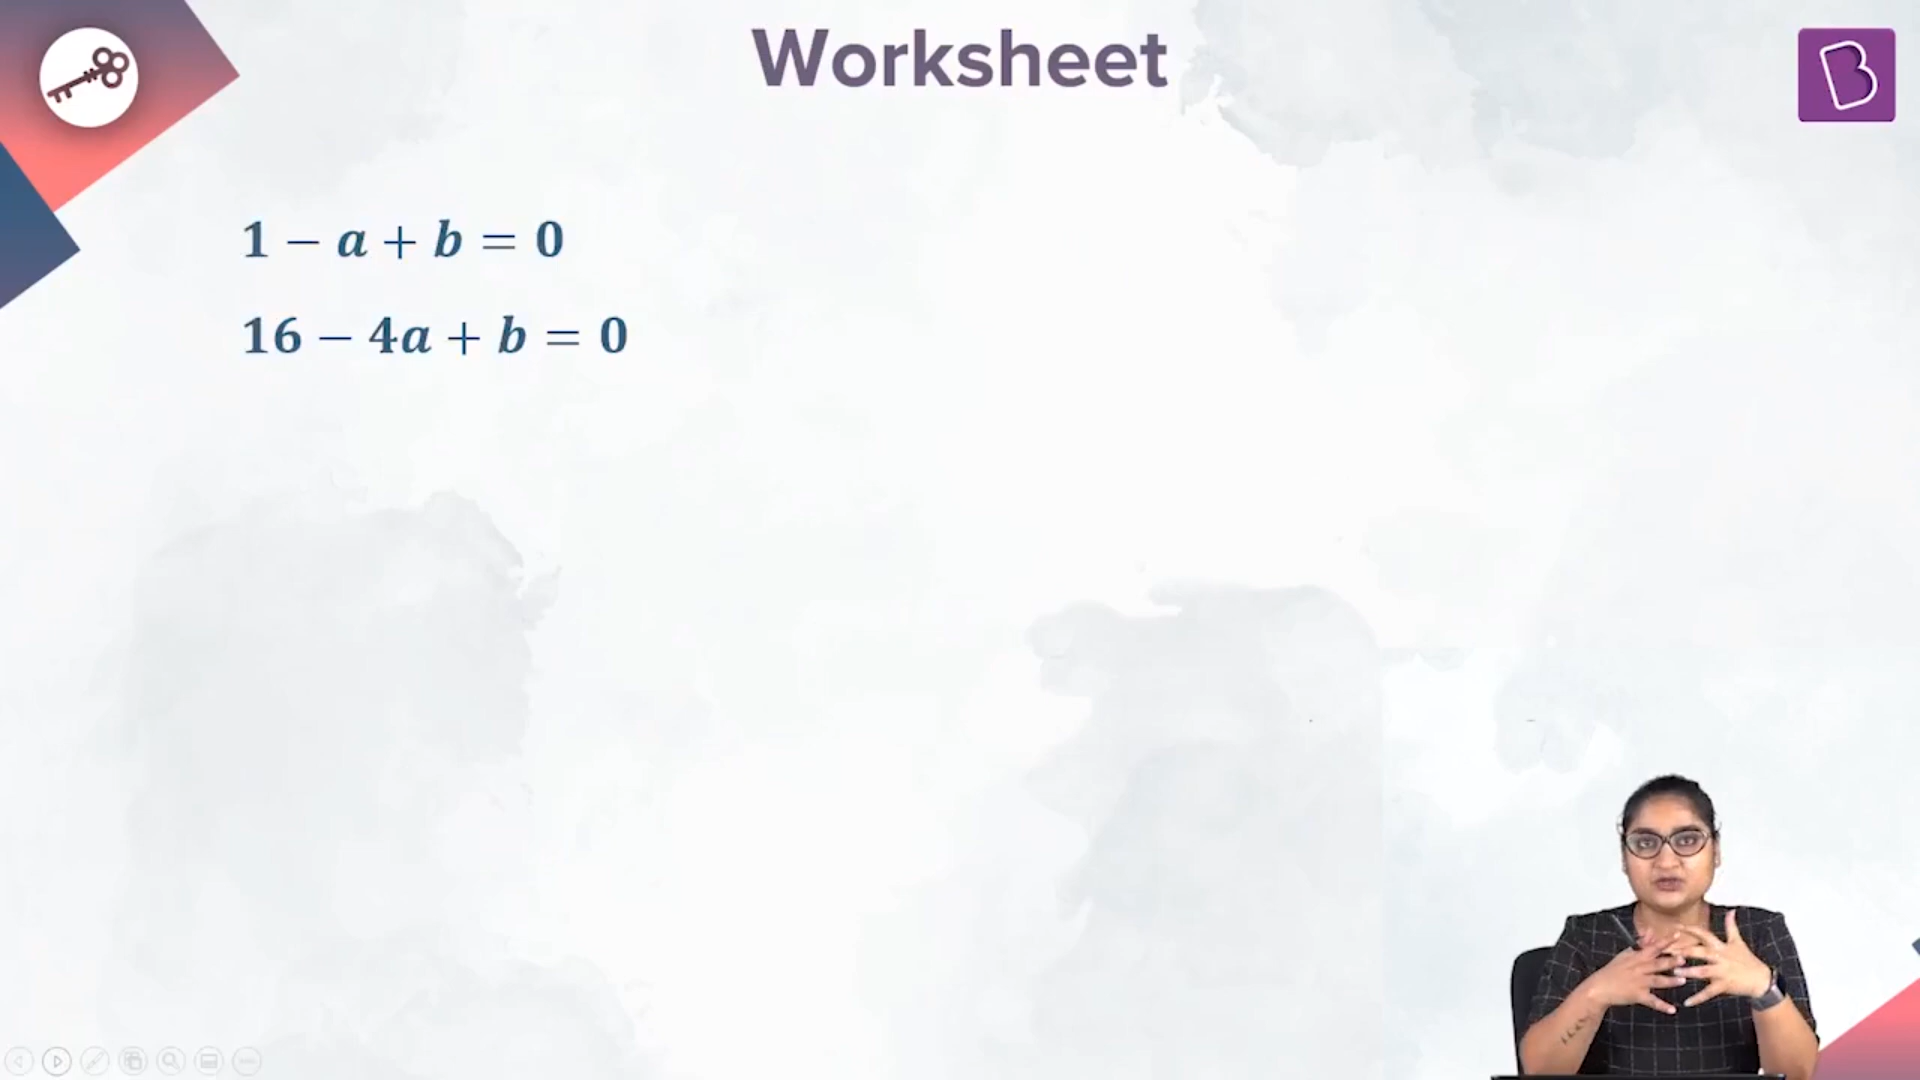 Worksheet
B
1 − a + b = 0
16 − 4a + b = 0